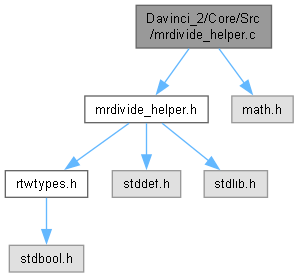 Davinci_2/Core/Src
/mrdivide_helper.c
mrdivide_helper.h
math.h
rtwtypes.h
stddef.h
stdlib.h
stdbool.h